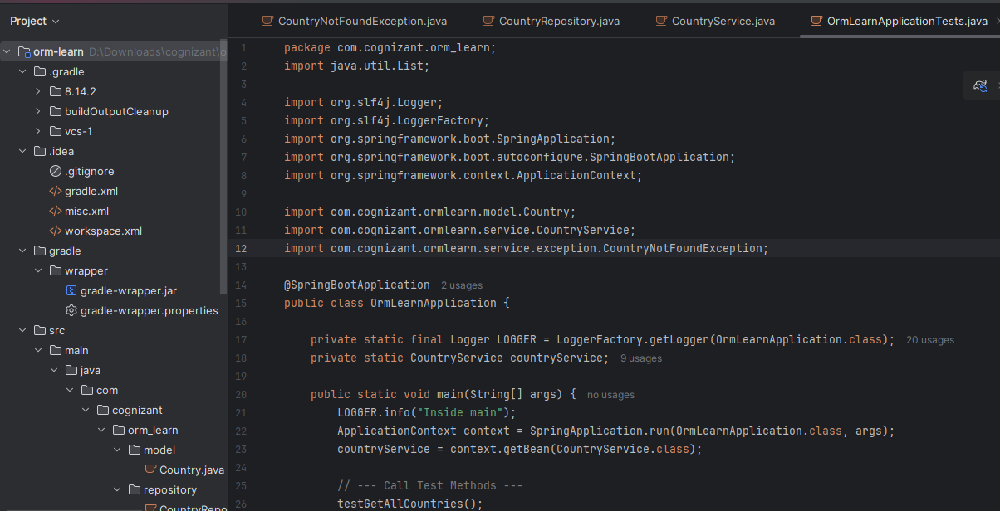 Project
CountryNotFoundException.java
CountryRepository.java
CountryService.java
OrmLearnApplicationTests.java
orm-learn D:\Downloads\cognizant\o
.gradle
8.14.2
buildOutputCleanup
vcs-1
.idea
.gitignore
gradle.xml
misc.xml
workspace.xml
gradle
wrapper
gradle-wrapper.jar
gradle-wrapper.properties
src
main
java
com
cognizant
orm_learn
model
Country.java
repository
CountryRepo
1 package com.cognizant.orm_learn;
2 import java.util.List;
3
4 import org.slf4j.Logger;
5 import org.slf4j.LoggerFactory;
6 import org.springframework.boot.SpringApplication;
7 import org.springframework.boot.autoconfigure.SpringBootApplication;
8 import org.springframework.context.ApplicationContext;
9
10 import com.cognizant.ormlearn.model.Country;
11 import com.cognizant.ormlearn.service.CountryService;
12 import com.cognizant.ormlearn.service.exception.CountryNotFoundException;
13
14 @SpringBootApplication 2 usages
15 public class OrmLearnApplication {
16
17 private static final Logger LOGGER = LoggerFactory.getLogger(OrmLearnApplication.class); 20 usages
18 private static CountryService countryService; 9 usages
19
20 public static void main(String[] args) { no usages
21 LOGGER.info("Inside main");
22 ApplicationContext context = SpringApplication.run(OrmLearnApplication.class, args);
23 countryService = context.getBean(CountryService.class);
24
25 // --- Call Test Methods ---
26 testGetAllCountries();